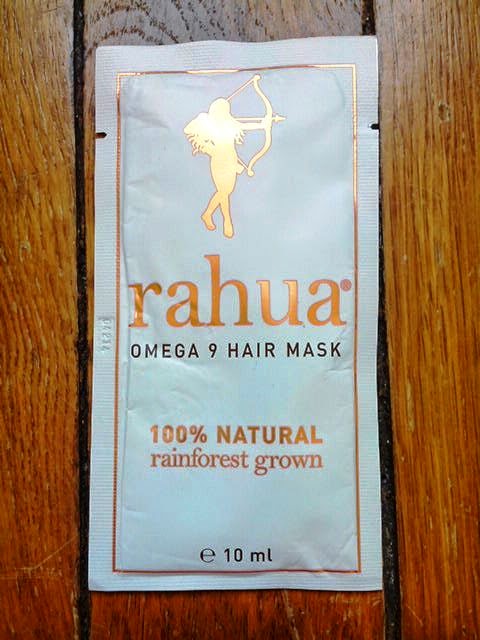 rahua®
OMEGA 9 HAIR MASK
100% NATURAL
rainforest grown
℮ 10 ml